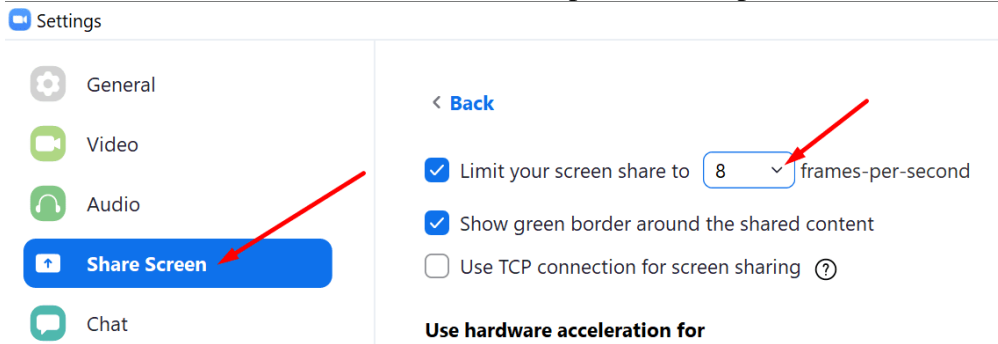 Settings
General
Video
Audio
Share Screen
Chat
< Back
Limit your screen share to 8 frames-per-second
Show green border around the shared content
Use TCP connection for screen sharing ?
Use hardware acceleration for